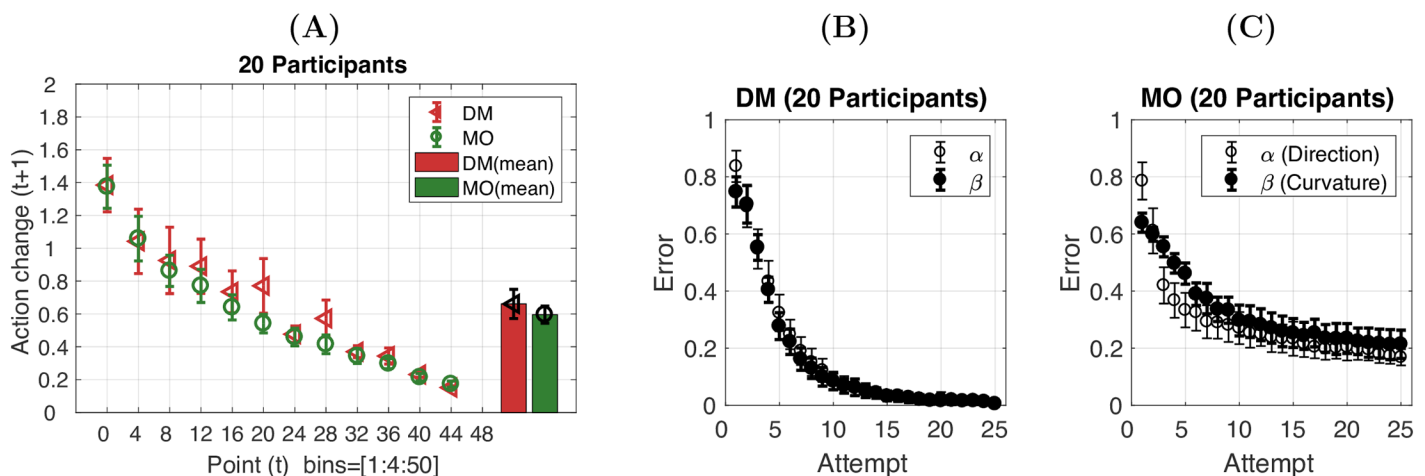 (A)
20 Participants
Action change (t+1)
2
1.8
1.6
1.4
1.2
1
0.8
0.6
0.4
0.2
0
DM
MO
DM(mean)
MO(mean)
0 4 8 12 16 20 24 28 32 36 40 44 48
Point (t) bins=[1:4:50]
(B)
DM (20 Participants)
Error
1
0.8
0.6
0.4
0.2
0
α
β
0 5 10 15 20 25
Attempt
(C)
MO (20 Participants)
Error
1
0.8
0.6
0.4
0.2
0
α (Direction)
β (Curvature)
0 5 10 15 20 25
Attempt